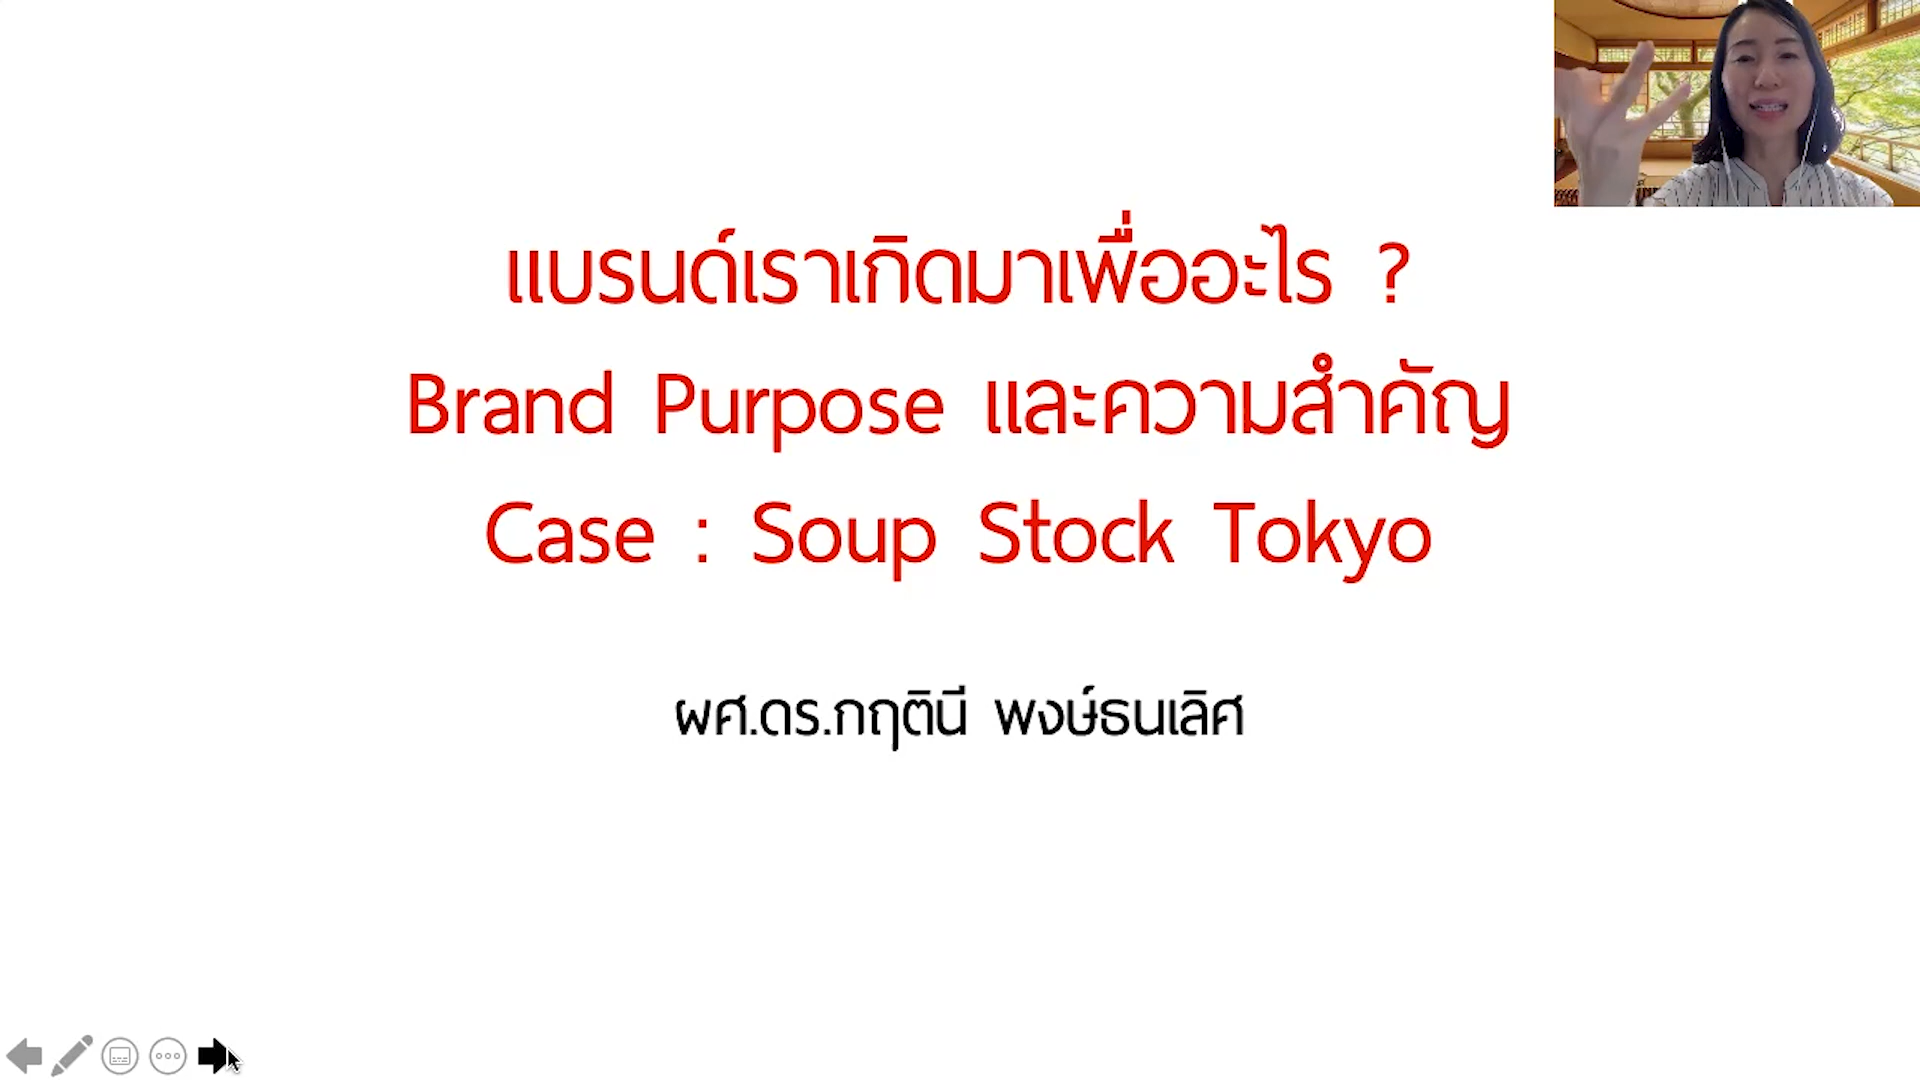 แบรนด์เราเกิดมาเพื่ออะไร ?
Brand Purpose และความสำคัญ
Case : Soup Stock Tokyo
ผศ.ดร.กฤตินี พงษ์ธนเลิศ